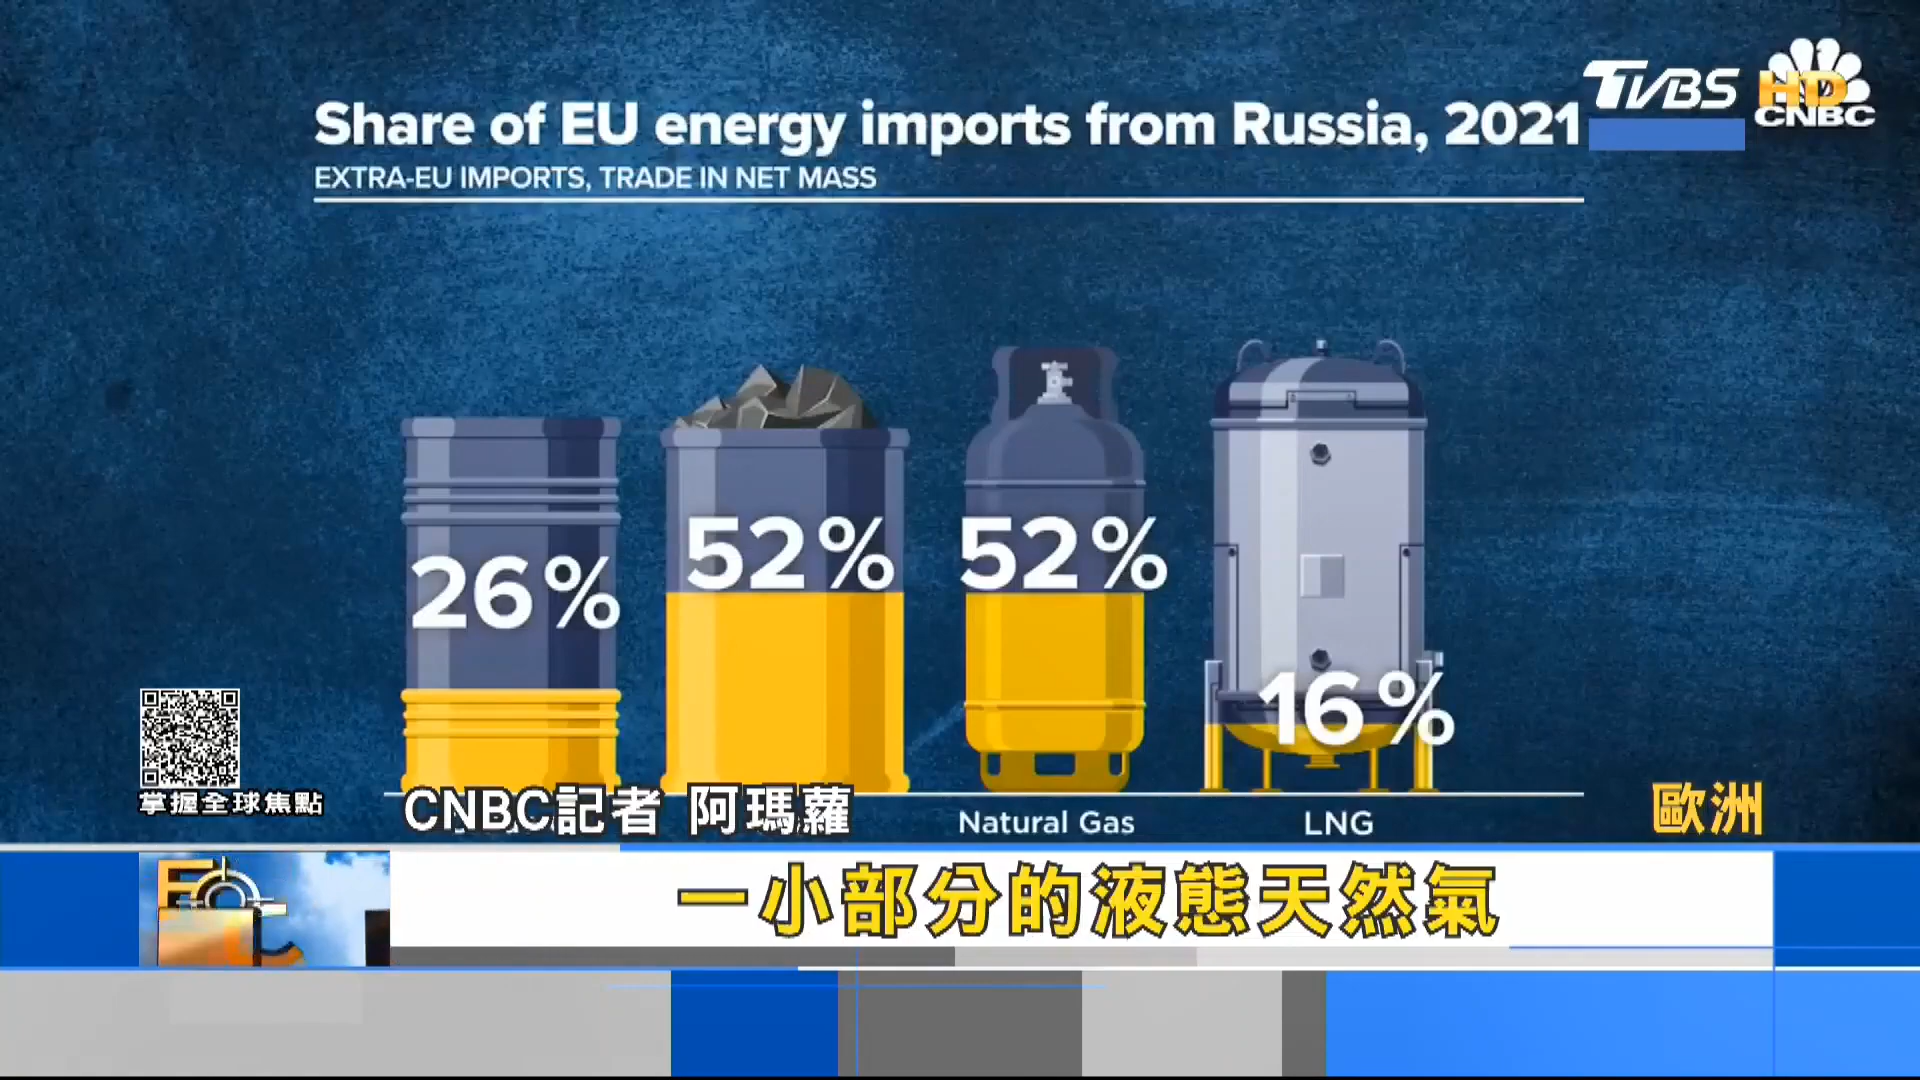 TVBS HD
CNBC
Share of EU energy imports from Russia, 2021
EXTRA-EU IMPORTS, TRADE IN NET MASS
26%
52%
52%
16%
掌握全球焦點
CNBC記者 阿瑪蘿
Natural Gas
LNG
歐洲
一小部分的液態天然氣